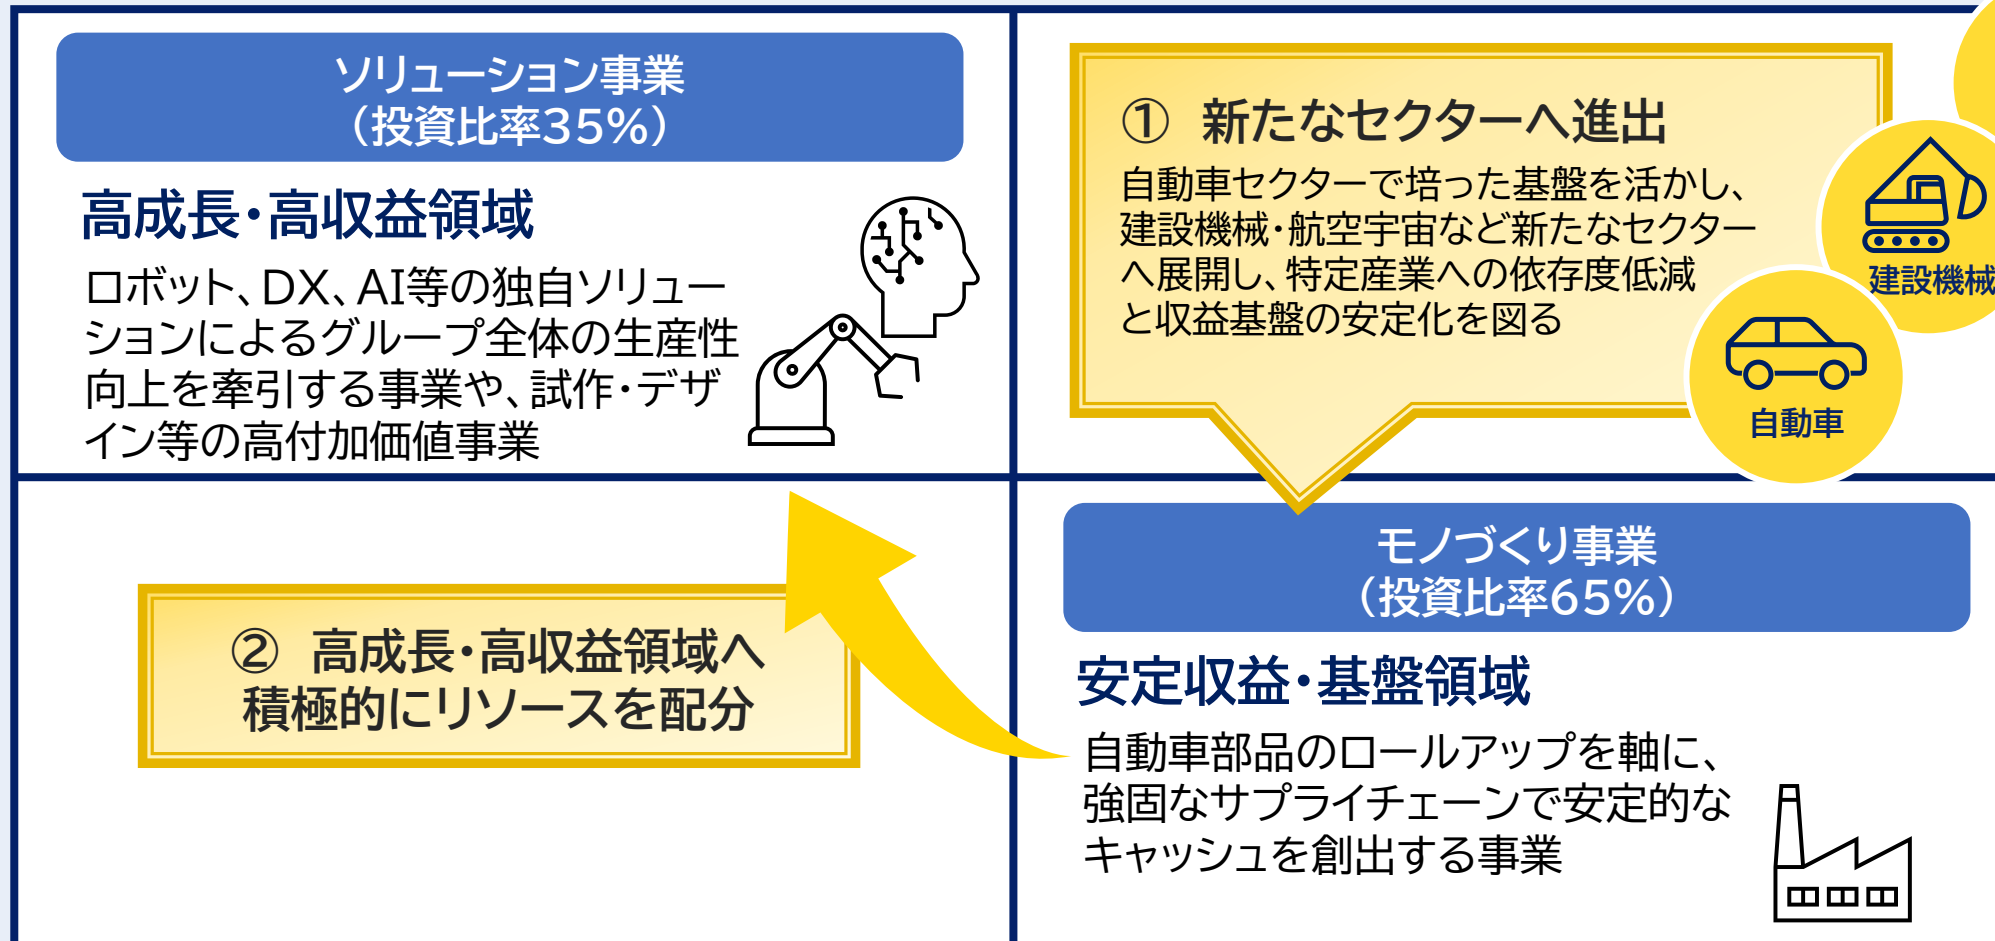 ソリューション事業
（投資比率35%）
高成長・高収益領域
ロボット、DX、AI等の独自ソリュー
ションによるグループ全体の生産性
向上を牽引する事業や、試作・デザ
イン等の高付加価値事業
① 新たなセクターへ進出
自動車セクターで培った基盤を活かし、
建設機械・航空宇宙など新たなセクター
へ展開し、特定産業への依存度低減
と収益基盤の安定化を図る
建設機械
自動車
② 高成長・高収益領域へ
積極的にリソースを配分
モノづくり事業
（投資比率65%）
安定収益・基盤領域
自動車部品のロールアップを軸に、
強固なサプライチェーンで安定的な
キャッシュを創出する事業